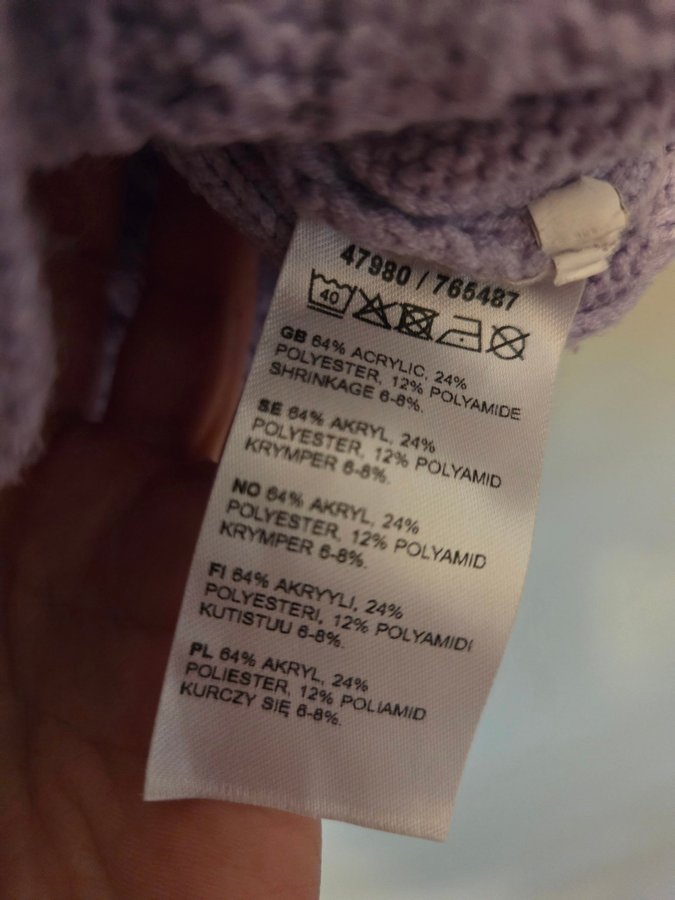 47980 / 765487
40
GB 64% ACRYLIC, 24%
POLYESTER, 12% POLYAMIDE
SHRINKAGE 6-8%.
SE 64% AKRYL, 24%
POLYESTER, 12% POLYAMID
KRYMPER 6-8%.
NO 64% AKRYL, 24%
POLYESTER, 12% POLYAMID
KRYMPER 6-8%.
FI 64% AKRYYLI, 24%
POLYESTERI, 12% POLYAMIDI
KUTISTUU 6-8%.
PL 64% AKRYL, 24%
POLIESTER, 12% POLIAMID
KURCZY SIĘ 6-8%.